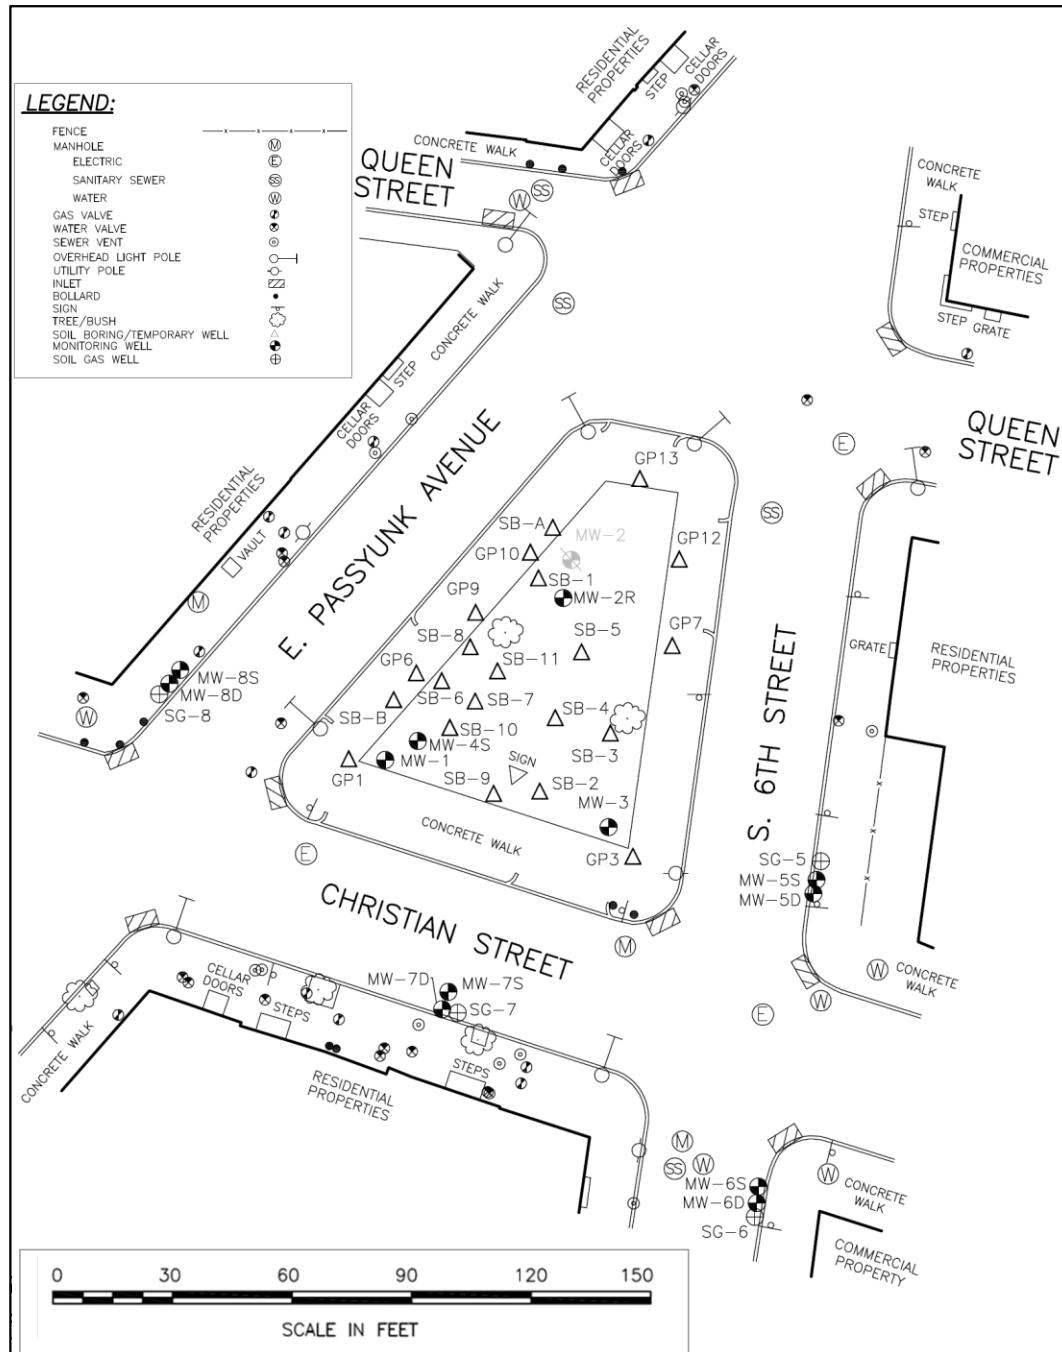 LEGEND:
FENCE
MANHOLE
M
ELECTRIC
E
SANITARY SEWER
SS
WATER
W
GAS VALVE
WATER VALVE
SEWER VENT
OVERHEAD LIGHT POLE
UTILITY POLE
INLET
BOLLARD
SIGN
TREE/BUSH
SOIL BORING/TEMPORARY WELL
MONITORING WELL
SOIL GAS WELL
RESIDENTIAL
PROPERTIES
STEP
CELLAR
DOORS
CONCRETE WALK
CELLAR
DOORS
QUEEN
STREET
W
SS
CONCRETE
WALK
STEP
COMMERCIAL
PROPERTIES
STEP
GRATE
SS
CONCRETE WALK
STEP
CELLAR
DOORS
RESIDENTIAL
PROPERTIES
VAULT
E. PASSYUNK AVENUE
QUEEN
STREET
E
SS
GP13
SB-A
MW-2
GP10
GP12
SB-1
MW-2R
GP9
SB-8
SB-5
GP7
GP6
SB-11
SB-6
SB-7
SB-B
SB-4
SB-10
MW-4S
SB-3
MW-1
GP1
SIGN
SB-9
SB-2
MW-3
GP3
CONCRETE WALK
M
MW-8S
MW-8D
SG-8
W
S. 6TH STREET
GRATE
RESIDENTIAL
PROPERTIES
SG-5
MW-5S
MW-5D
E
CHRISTIAN STREET
M
W
CONCRETE
WALK
W
E
MW-7D
MW-7S
SG-7
CELLAR
DOORS
STEPS
CONCRETE WALK
RESIDENTIAL
PROPERTIES
STEPS
M
SS
W
W
MW-6S
MW-6D
SG-6
CONCRETE
WALK
COMMERCIAL
PROPERTY
0 30 60 90 120 150
SCALE IN FEET